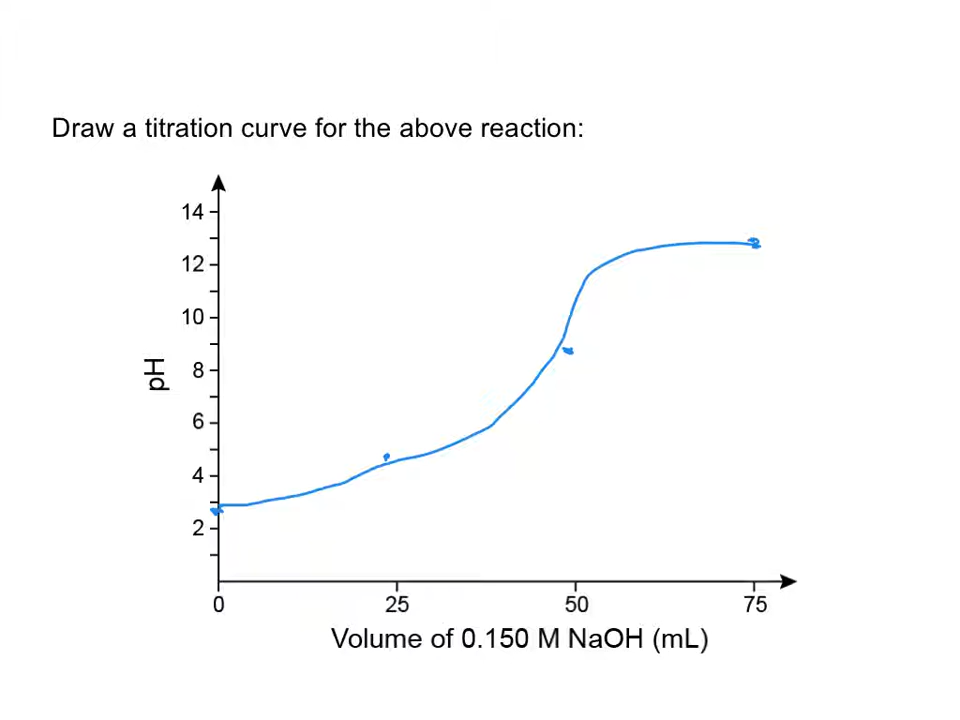 Draw a titration curve for the above reaction:
14
12
10
8
6
4
2
pH
0 25 50 75
Volume of 0.150 M NaOH (mL)